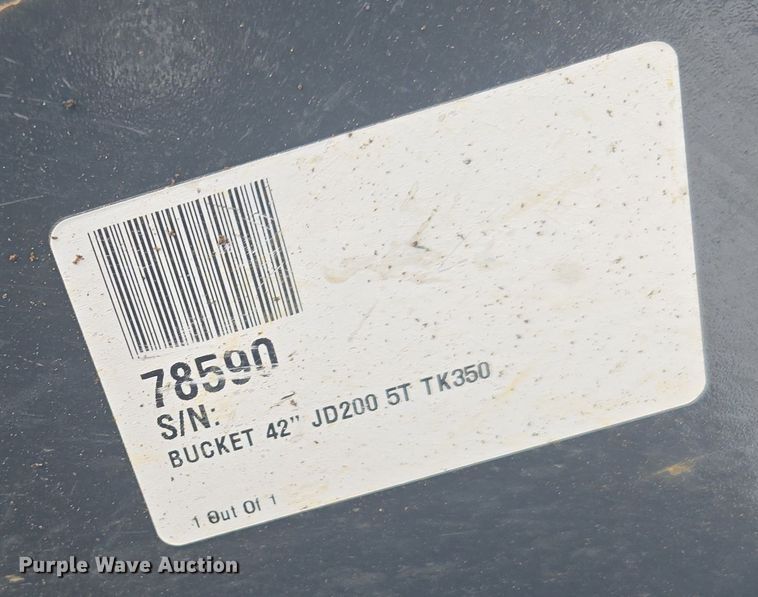 78590
S/N:
BUCKET 42" JD200 5T TK350
1 Out Of 1
Purple Wave Auction